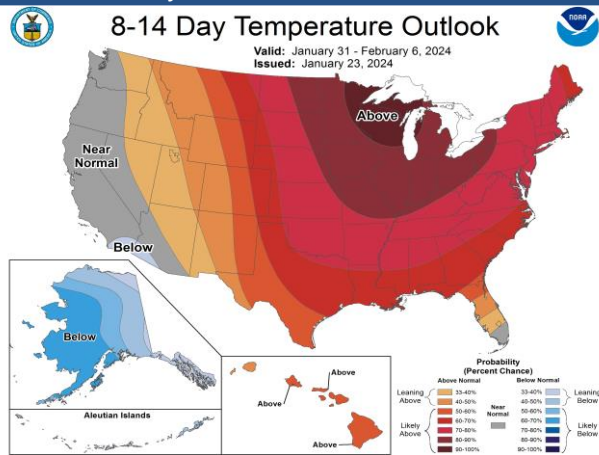 8-14 Day Temperature Outlook
Valid: January 31 - February 6, 2024
Issued: January 23, 2024
NOAA
Above
Near
Normal
Below
Below
Aleutian Islands
Above
Above
Above
Probability
(Percent Chance)
Above Normal
Below Normal
Leaning
Above
33-40%
40-50%
Likely
Above
50-60%
60-70%
70-80%
80-90%
90-100%
Near
Normal
33-40%
40-50%
Leaning
Below
50-60%
60-70%
70-80%
80-90%
90-100%
Likely
Below